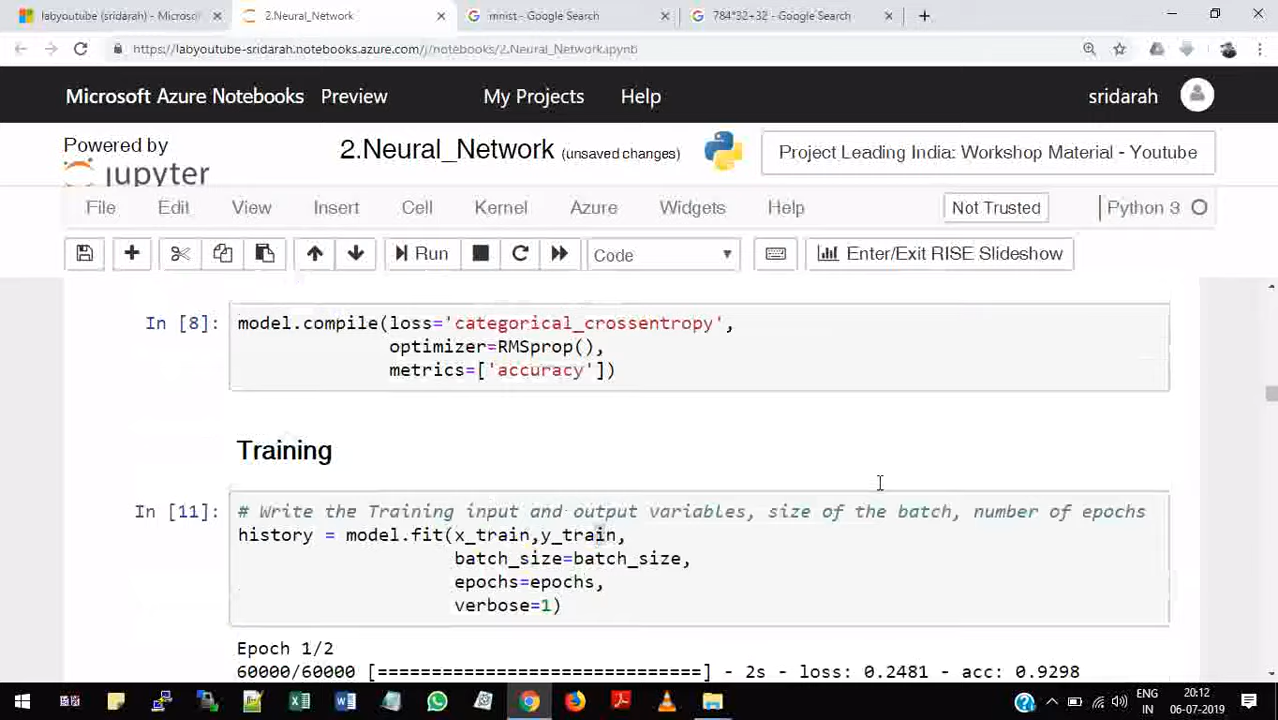 labyoutube (sridarah) - Microsof
2.Neural_Network
mnist - Google Search
784*32+32 - Google Search
https://labyoutube-sridarah.notebooks.azure.com/j/notebooks/2.Neural_Network.ipynb
Microsoft Azure Notebooks Preview My Projects Help sridarah
Powered by
jupyter
2.Neural_Network (unsaved changes)
Project Leading India: Workshop Material - Youtube
File Edit View Insert Cell Kernel Azure Widgets Help Not Trusted Python 3
Run Code Enter/Exit RISE Slideshow
In [8]: model.compile(loss='categorical_crossentropy',
optimizer=RMSprop(),
metrics=['accuracy'])
Training
In [11]: # Write the Training input and output variables, size of the batch, number of epochs
history = model.fit(x_train,y_train,
batch_size=batch_size,
epochs=epochs,
verbose=1)
Epoch 1/2
60000/60000 [==============================] - 2s - loss: 0.2481 - acc: 0.9298
ENG 20:12
IN 06-07-2019